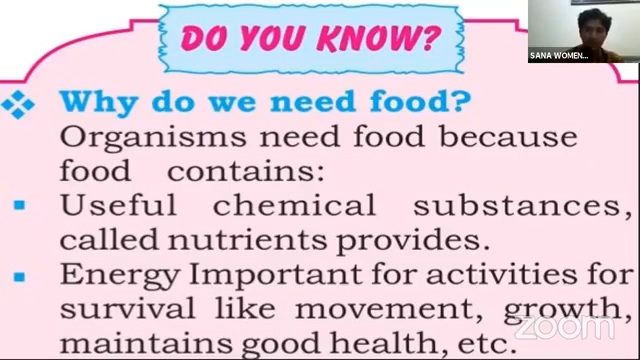 DO YOU KNOW?
SANA WOMEN...
Why do we need food?
Organisms need food because
food contains:
Useful chemical substances,
called nutrients provides.
Energy Important for activities for
survival like movement, growth,
maintains good health, etc.
zoom